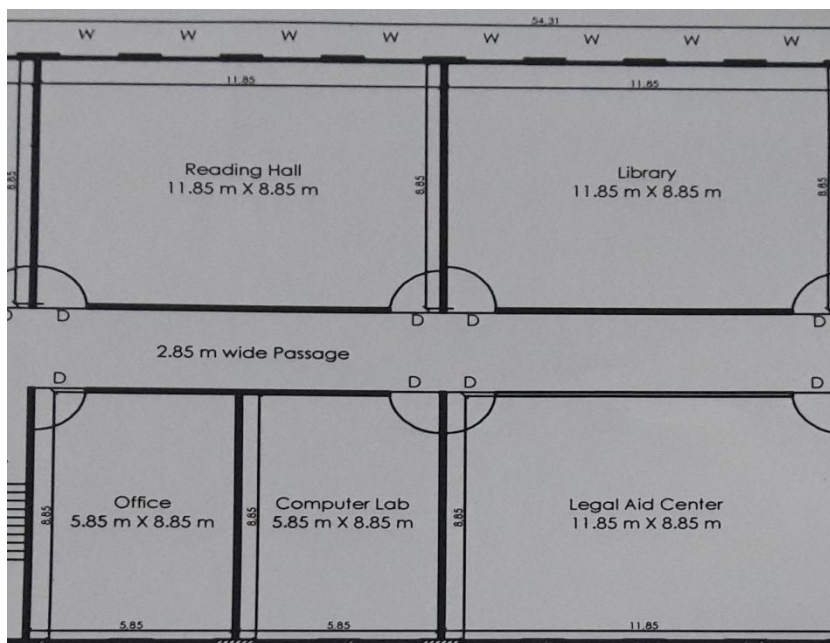 54.31
W W W W W W W W
11.85 11.85
Reading Hall
11.85 m X 8.85 m
Library
11.85 m X 8.85 m
8.85 8.85 8.85
D D D D D
2.85 m wide Passage
D D D D
Office
5.85 m X 8.85 m
Computer Lab
5.85 m X 8.85 m
Legal Aid Center
11.85 m X 8.85 m
8.85 8.85 8.85
5.85 5.85 11.85